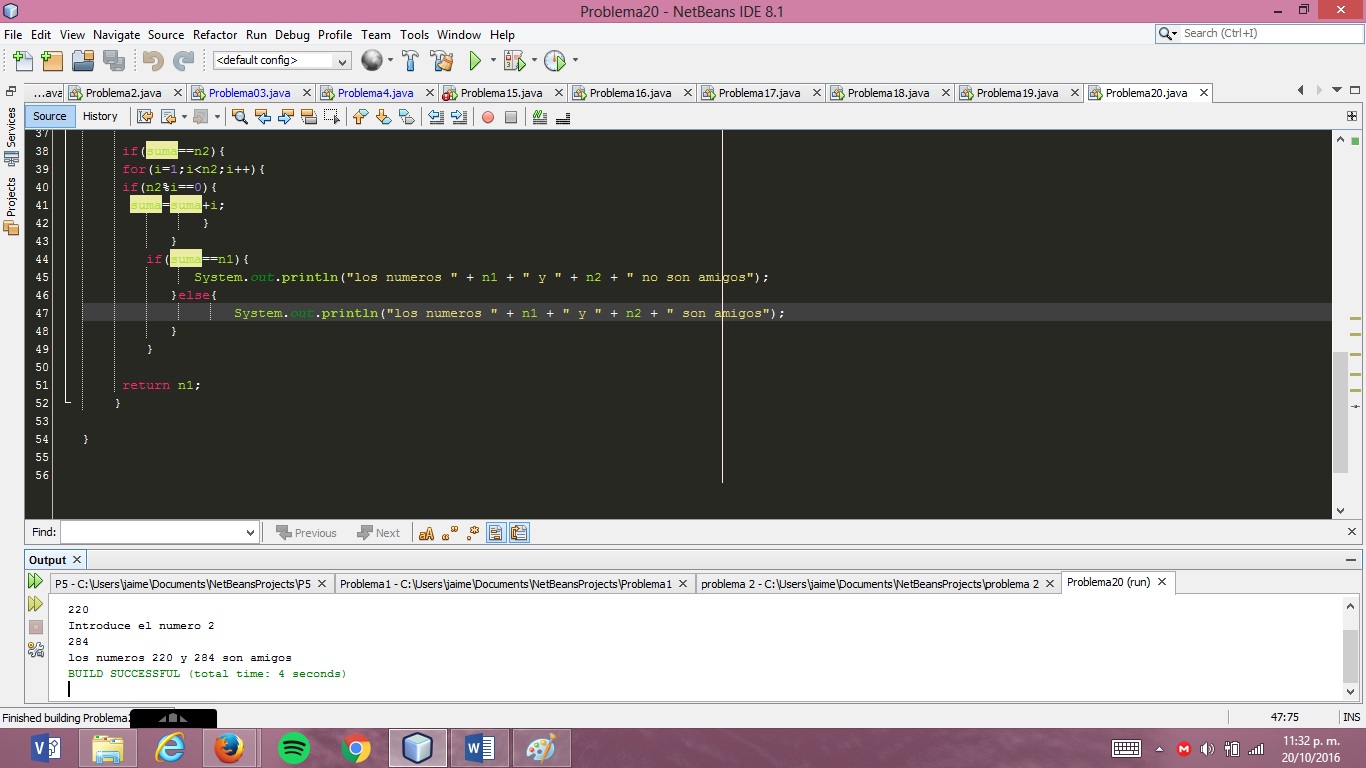 Problema20 - NetBeans IDE 8.1
File Edit View Navigate Source Refactor Run Debug Profile Team Tools Window Help
Search (Ctrl+I)
<default config>
...ava Problema2.java Problema03.java Problema4.java Problema15.java Problema16.java Problema17.java Problema18.java Problema19.java Problema20.java
Services
Projects
Source History
37
38 if(suma==n2){
39 for(i=1;i<n2;i++){
40 if(n2%i==0){
41 suma=suma+i;
42 }
43 }
44 if(suma==n1){
45 System.out.println("los numeros " + n1 + " y " + n2 + " no son amigos");
46 }else{
47 System.out.println("los numeros " + n1 + " y " + n2 + " son amigos");
48 }
49 }
50
51 return n1;
52 }
53
54 }
55
56
Find: Previous Next aA
Output
P5 - C:\Users\jaime\Documents\NetBeansProjects\P5 Problema1 - C:\Users\jaime\Documents\NetBeansProjects\Problema1 problema 2 - C:\Users\jaime\Documents\NetBeansProjects\problema 2 Problema20 (run)
220
Introduce el numero 2
284
los numeros 220 y 284 son amigos
BUILD SUCCESSFUL (total time: 4 seconds)
Finished building Problema2
47:75 INS
11:32 p. m.
20/10/2016